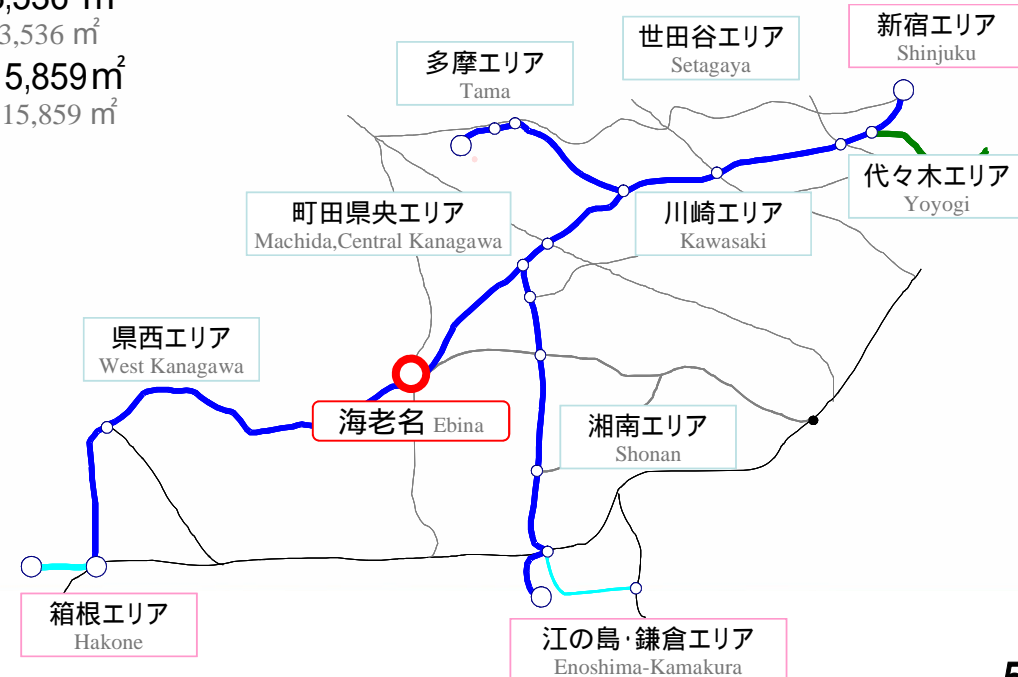 3,536 ㎡
3,536 ㎡
5,859㎡
15,859 ㎡
新宿エリア
Shinjuku
世田谷エリア
Setagaya
多摩エリア
Tama
代々木エリア
Yoyogi
町田県央エリア
Machida,Central Kanagawa
川崎エリア
Kawasaki
県西エリア
West Kanagawa
海老名 Ebina
湘南エリア
Shonan
箱根エリア
Hakone
江の島·鎌倉エリア
Enoshima-Kamakura
5